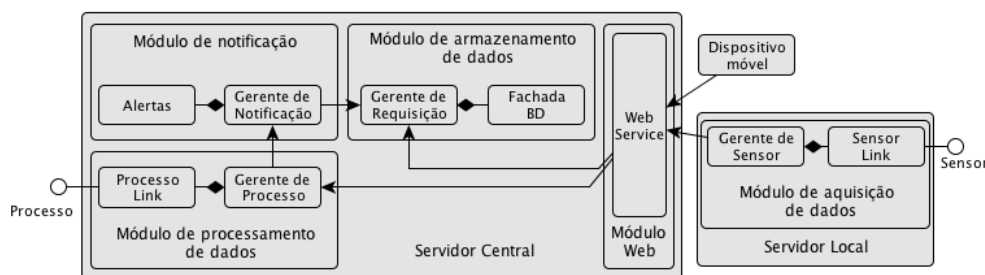 Módulo de notificação
Alertas
Gerente de
Notificação
Módulo de armazenamento
de dados
Gerente de
Requisição
Fachada
BD
Web
Service
Módulo
Web
Dispositivo
móvel
Processo
Processo
Link
Gerente de
Processo
Módulo de processamento
de dados
Servidor Central
Gerente de
Sensor
Sensor
Link
Sensor
Módulo de aquisição
de dados
Servidor Local